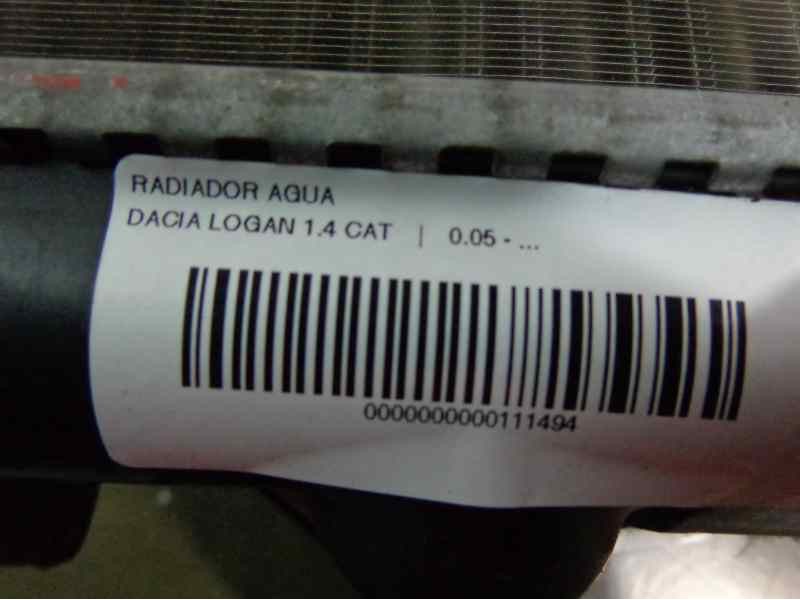 RADIADOR AGUA
DACIA LOGAN 1.4 CAT | 0.05 - ...
0000000000111494